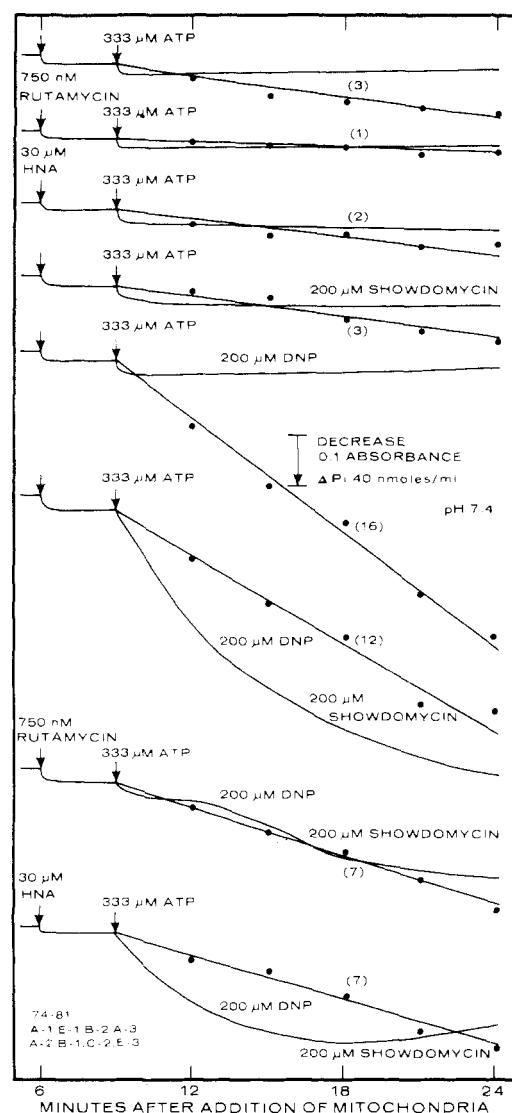 333 µM ATP
(3)
750 nM
RUTAMYCIN
333 µM ATP
(1)
30 µM
HNA
333 µM ATP
(2)
333 µM ATP
200 µM SHOWDOMYCIN
(3)
333 µM ATP
200 µM DNP
DECREASE
0.1 ABSORBANCE
Δ Pi 40 nmoles/ml
pH 7.4
333 µM ATP
(16)
(12)
200 µM DNP
200 µM
SHOWDOMYCIN
750 nM
RUTAMYCIN
333 µM ATP
200 µM DNP
200 µM SHOWDOMYCIN
(7)
30 µM
HNA
333 µM ATP
(7)
200 µM DNP
200 µM SHOWDOMYCIN
74-81
A-1 E-1 B-2 A-3
A-2 B-1, C-2, E-3
6 12 18 24
MINUTES AFTER ADDITION OF MITOCHONDRIA